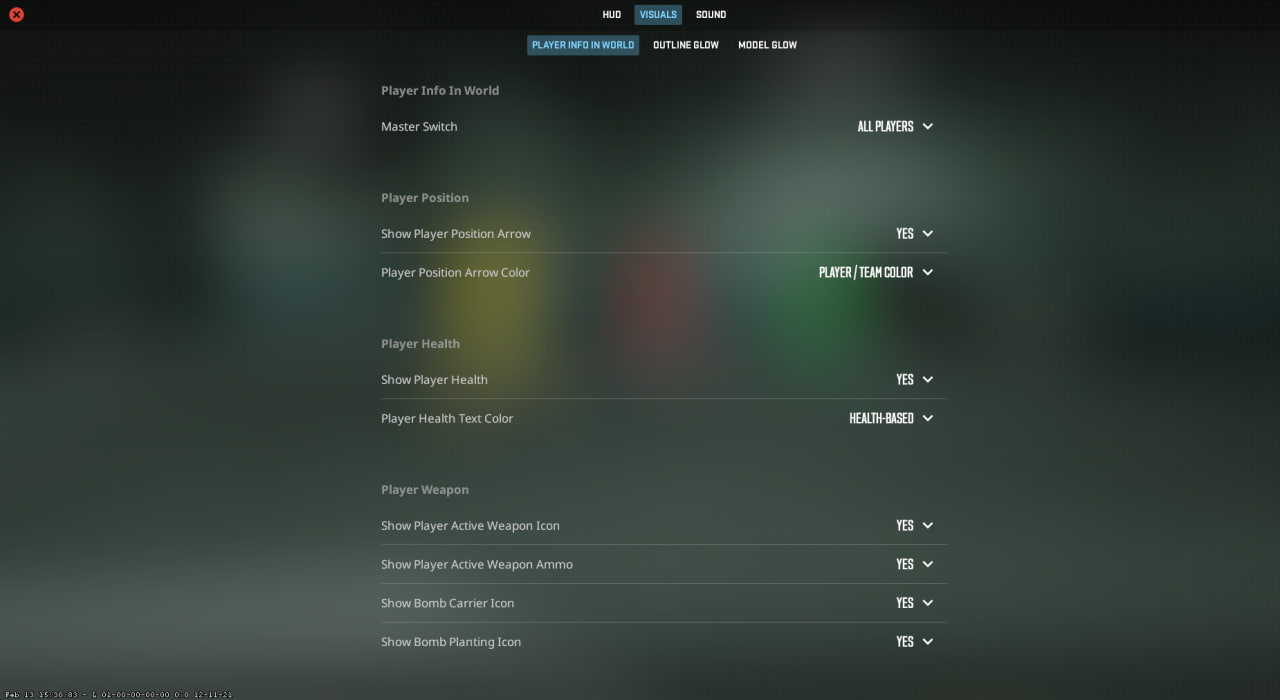 HUD VISUALS SOUND
PLAYER INFO IN WORLD OUTLINE GLOW MODEL GLOW
Player Info In World
Master Switch ALL PLAYERS
Player Position
Show Player Position Arrow YES
Player Position Arrow Color PLAYER / TEAM COLOR
Player Health
Show Player Health YES
Player Health Text Color HEALTH-BASED
Player Weapon
Show Player Active Weapon Icon YES
Show Player Active Weapon Ammo YES
Show Bomb Carrier Icon YES
Show Bomb Planting Icon YES
Feb 13